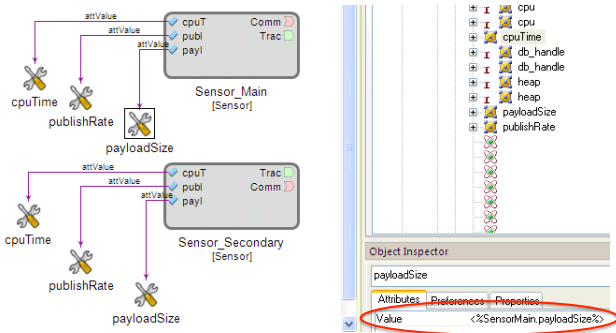 attValue
attValue
attValue
cpuT
publ
payl
Comm
Trac
Sensor_Main
[Sensor]
cpuTime
publishRate
payloadSize
attValue
attValue
attValue
cpuT
publ
payl
Trac
Comm
Sensor_Secondary
[Sensor]
cpuTime
publishRate
payloadSize
cpu
cpu
cpuTime
db_handle
db_handle
heap
heap
payloadSize
publishRate
Object Inspector
payloadSize
Attributes Preferences Properties
Value <%SensorMain.payloadSize%>